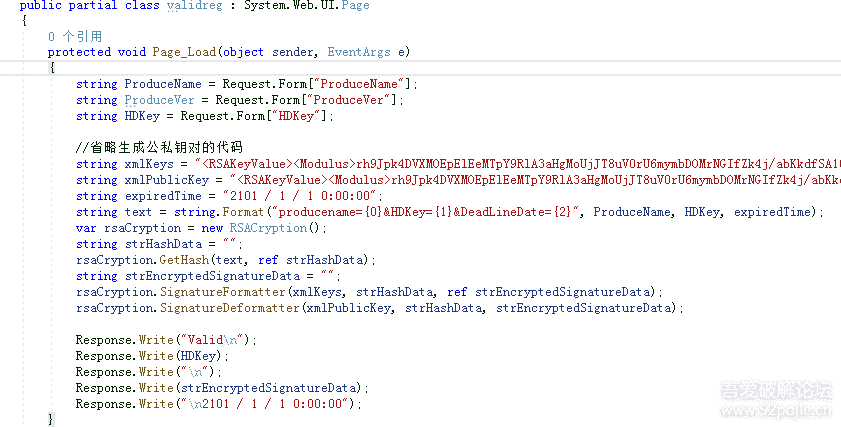 public partial class validreg : System.Web.UI.Page
{
0 个引用
protected void Page_Load(object sender, EventArgs e)
{
string ProduceName = Request.Form["ProduceName"];
string ProduceVer = Request.Form["ProduceVer"];
string HDKey = Request.Form["HDKey"];
//省略生成公私钥对的代码
string xmlKeys = "<RSAKeyValue><Modulus>rh9Jpk4DVXMOEpElEeMTpY9RlA3aHgMoUjJT8uV0rU6mymbDOMrNGIfZk4j/abKkdfSA1
string xmlPublicKey = "<RSAKeyValue><Modulus>rh9Jpk4DVXMOEpElEeMTpY9RlA3aHgMoUjJT8uV0rU6mymbDOMrNGIfZk4j/abKk
string expiredTime = "2101 / 1 / 1 0:00:00";
string text = string.Format("producename={0}&HDKey={1}&DeadLineDate={2}", ProduceName, HDKey, expiredTime);
var rsaCryption = new RSACryption();
string strHashData = "";
rsaCryption.GetHash(text, ref strHashData);
string strEncryptedSignatureData = "";
rsaCryption.SignatureFormatter(xmlKeys, strHashData, ref strEncryptedSignatureData);
rsaCryption.SignatureDeformatter(xmlPublicKey, strHashData, strEncryptedSignatureData);
Response.Write("Valid\n");
Response.Write(HDKey);
Response.Write("\n");
Response.Write(strEncryptedSignatureData);
Response.Write("\n2101 / 1 / 1 0:00:00");
}
吾爱破解论坛
www.52pojie.cn